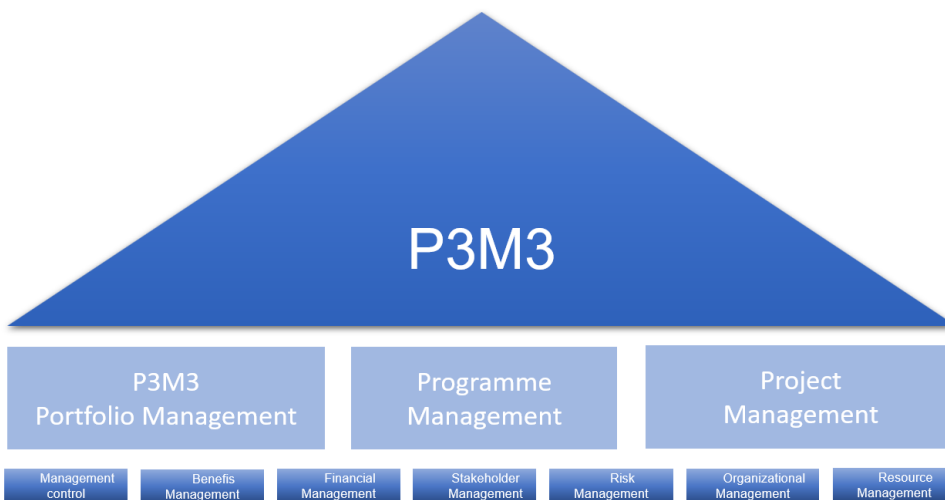 P3M3
P3M3
Portfolio Management
Programme
Management
Project
Management
Management
control
Benefis
Management
Financial
Management
Stakeholder
Management
Risk
Management
Organizational
Management
Resource
Management